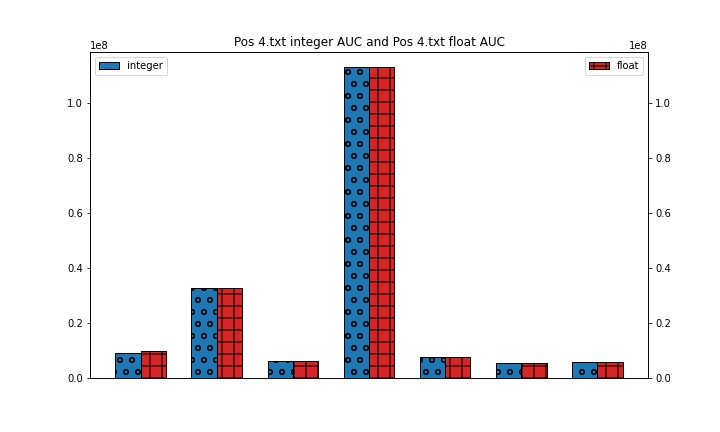 Pos 4.txt integer AUC and Pos 4.txt float AUC
1e8 1e8
integer float
1.0 1.0
0.8 0.8
0.6 0.6
0.4 0.4
0.2 0.2
0.0 0.0